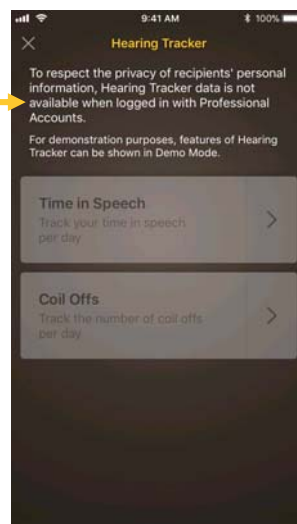 9:41 AM
100%
Hearing Tracker
To respect the privacy of recipients' personal
information, Hearing Tracker data is not
available when logged in with Professional
Accounts.
For demonstration purposes, features of Hearing
Tracker can be shown in Demo Mode.
Time in Speech
Track your time in speech
per day
Coil Offs
Track the number of coil offs
per day